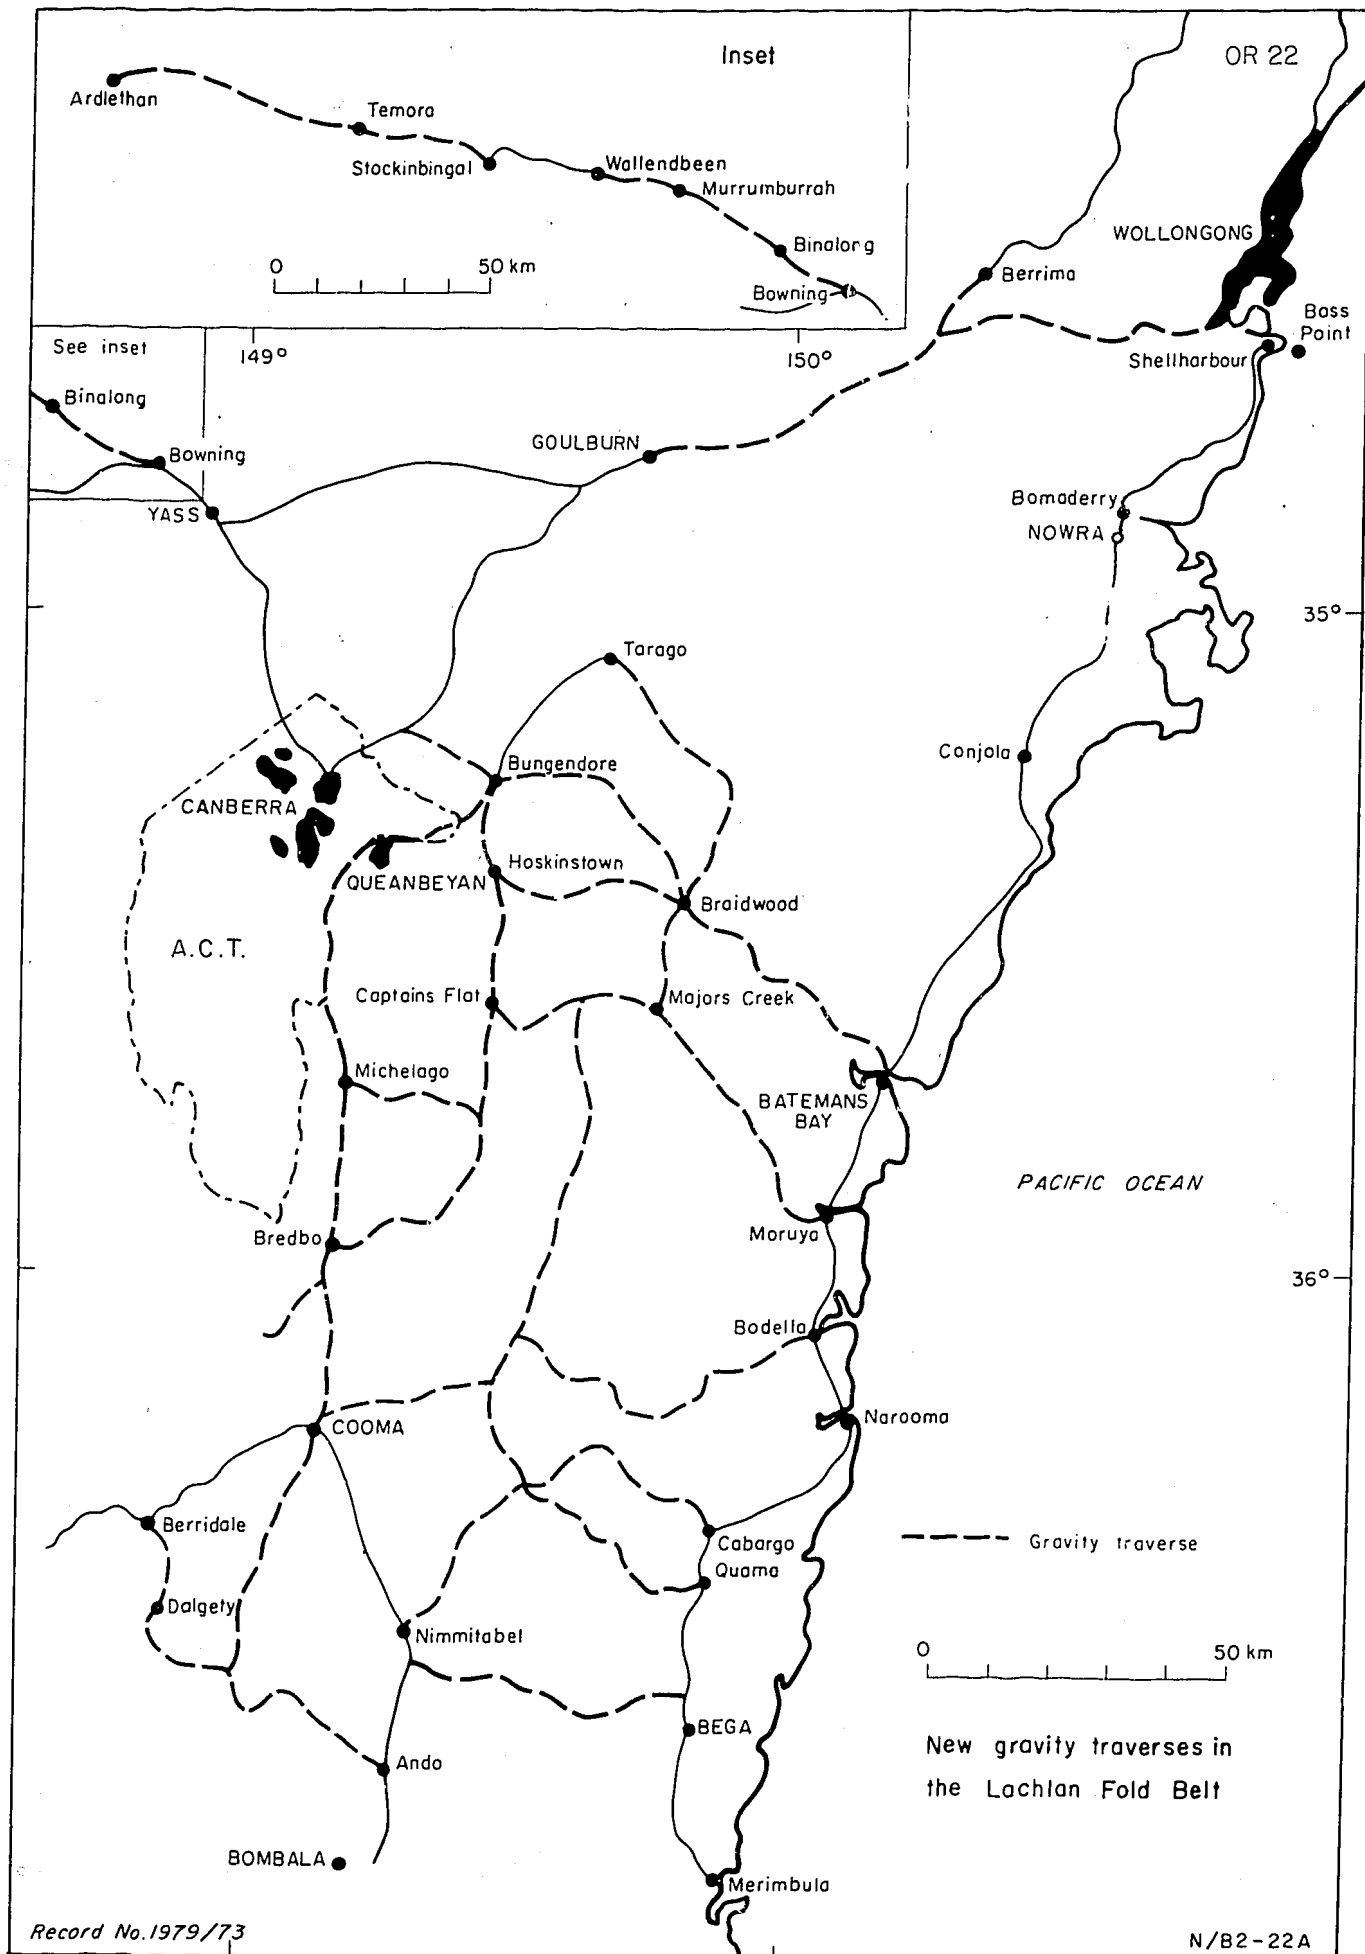 Inset
OR 22
Ardlethan
Temora
Stockinbingal
Wallendbeen
Murrumburrah
Binalong
Bowning
0 50 km
WOLLONGONG
Berrima
Bass
Point
Shellharbour
See inset
149°
150°
Binalong
Bowning
GOULBURN
YASS
Bomaderry
NOWRA
35°
Tarago
Conjola
Bungendore
CANBERRA
Hoskinstown
QUEANBEYAN
Braidwood
A.C.T.
Captains Flat
Majors Creek
Michelago
BATEMANS
BAY
PACIFIC OCEAN
Moruya
Bredbo
36°
Bodella
Narooma
COOMA
Berridale
Cabargo
Gravity traverse
Quama
Dalgety
Nimmitabel
0 50 km
BEGA
New gravity traverses in
the Lachlan Fold Belt
Ando
BOMBALA
Merimbula
Record No. 1979/73
N/B2-22A